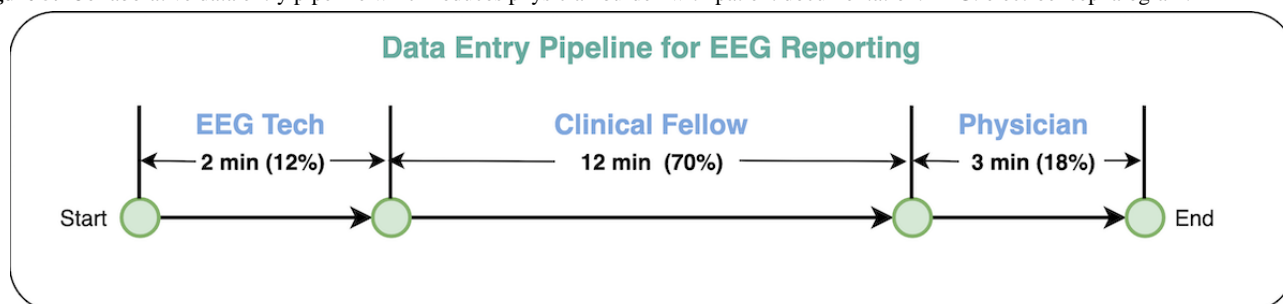 Data Entry Pipeline for EEG Reporting
EEG Tech
Clinical Fellow
Physician
2 min (12%)
12 min (70%)
3 min (18%)
Start
End